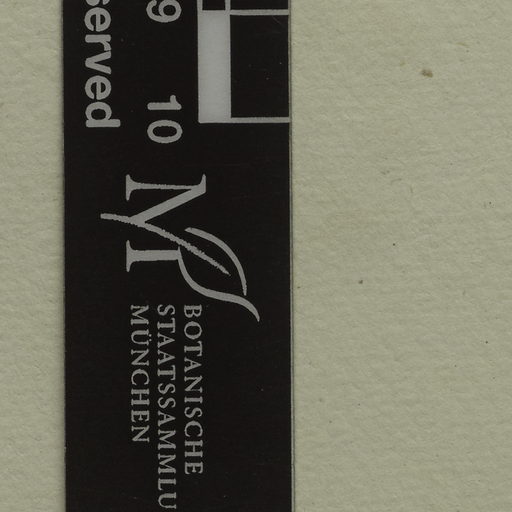 served
9 10
BOTANISCHE
STAATSSAMMLU
MÜNCHEN